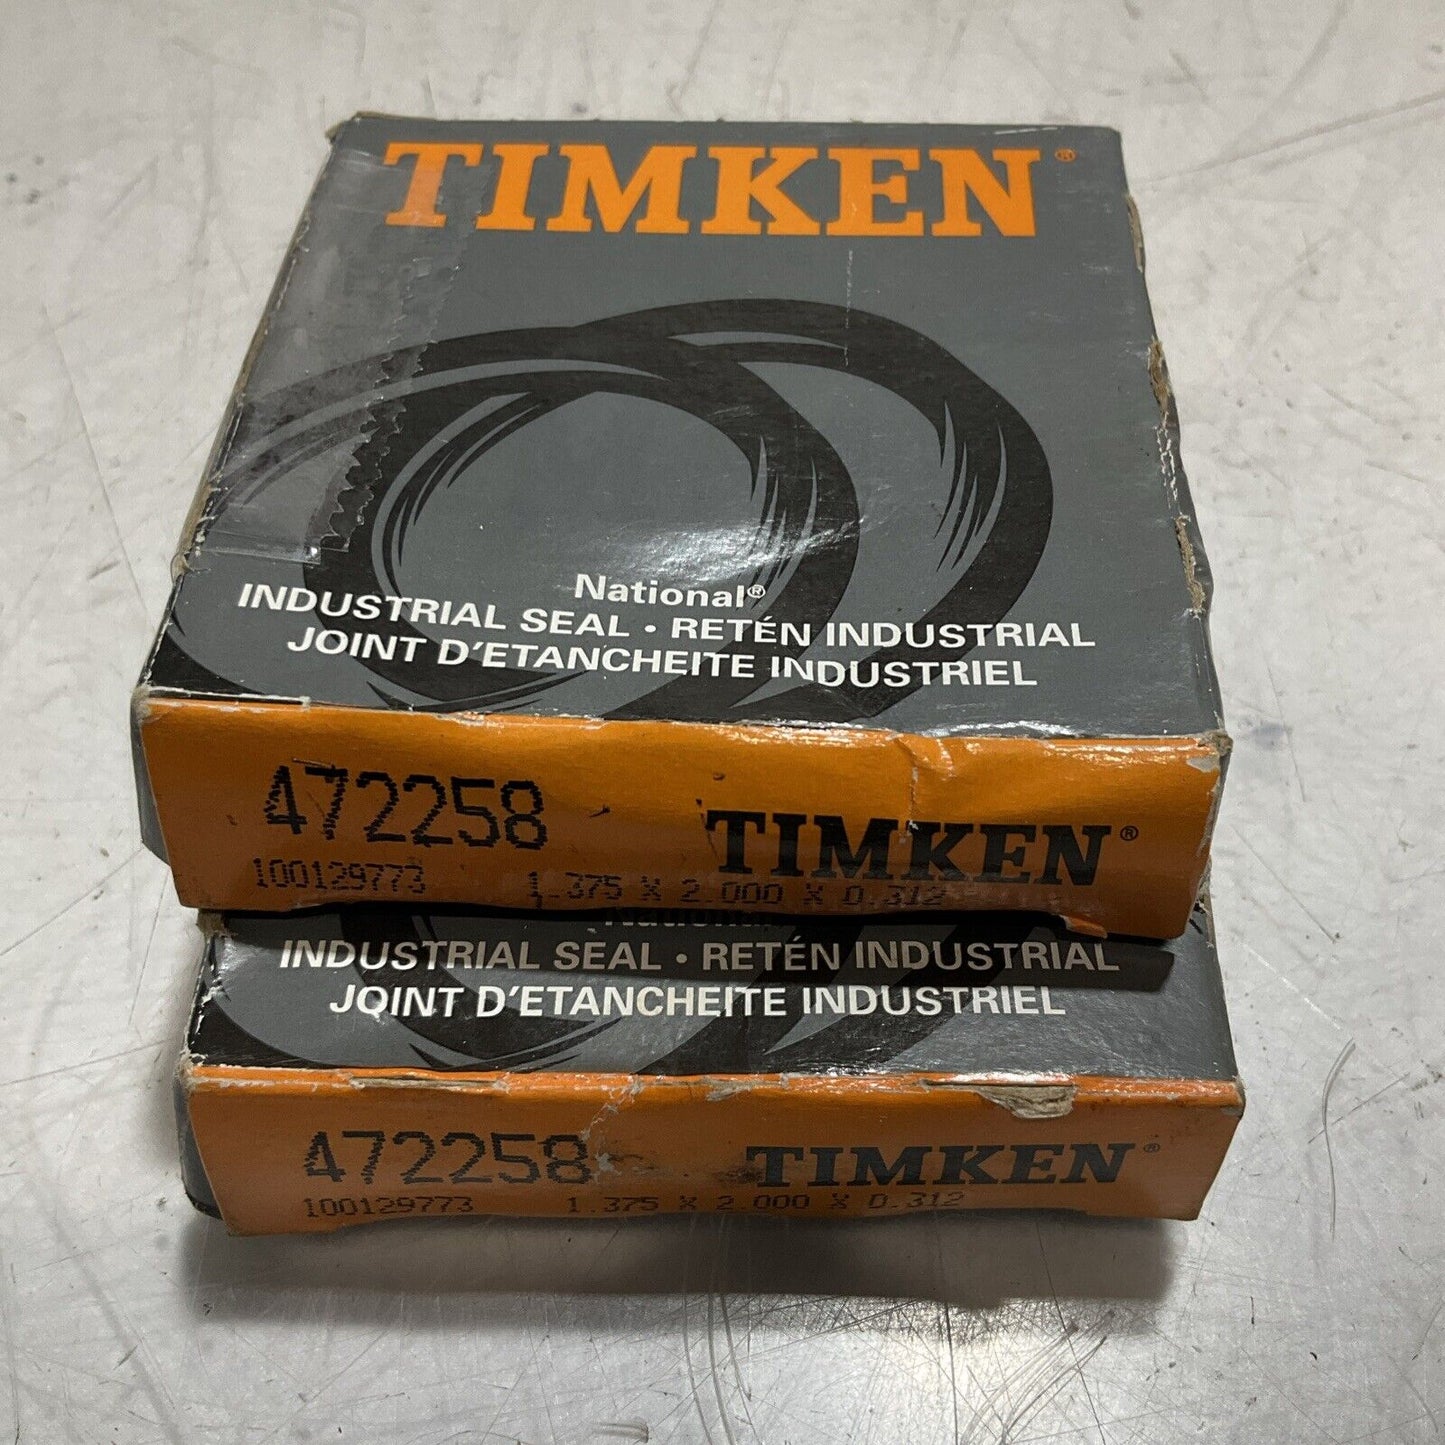 TIMKEN®
National®
INDUSTRIAL SEAL • RETÉN INDUSTRIAL
JOINT D'ETANCHEITE INDUSTRIEL
472258 TIMKEN®
100129773 1.375 X 2.000 X 0.312
National
INDUSTRIAL SEAL • RETÉN INDUSTRIAL
JOINT D'ETANCHEITE INDUSTRIEL
472258 TIMKEN®
100129773 1.375 X 2.000 X 0.312